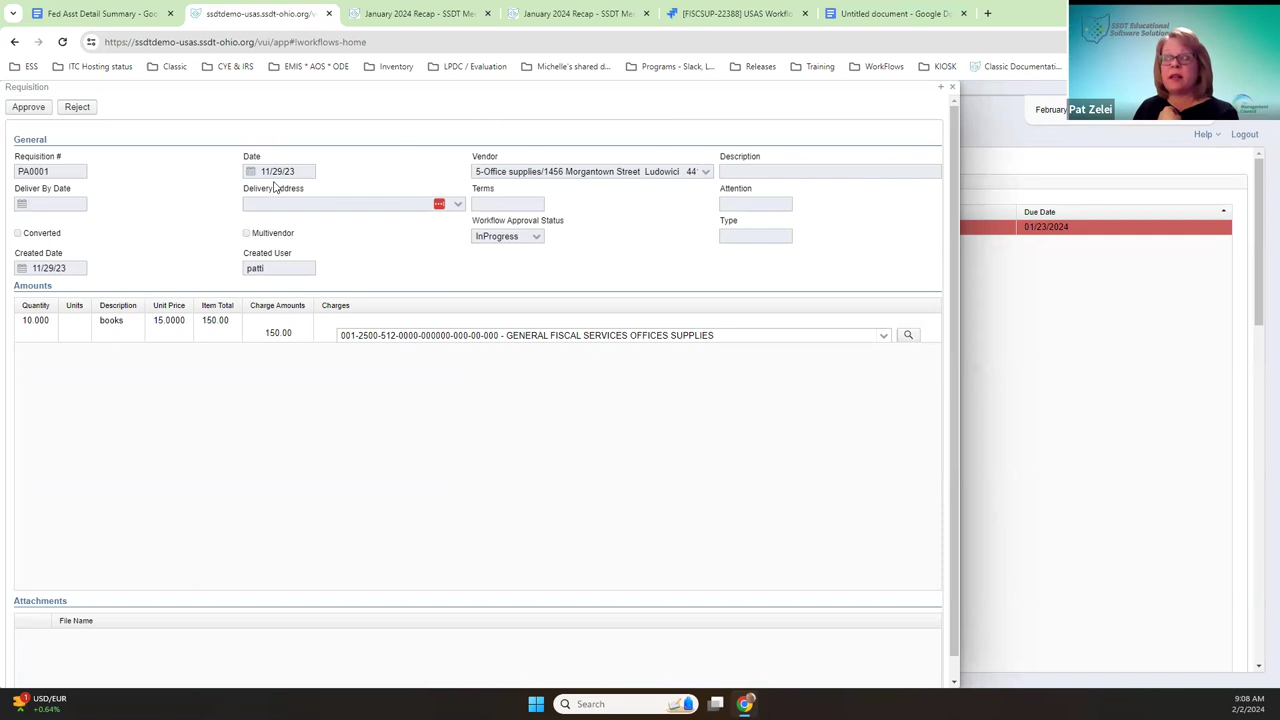 Fed Asst Detail Summary - Goo
ssdtdemo-usas.ssdt-ohio.org/v
January 2024 Recap - SSDT Me
January 2024 Recap - SSDT Me
[FISCSUP-22388] USAS Workflo
Untitled document - Google Do
https://ssdtdemo-usas.ssdt-ohio.org/vui/app#!workflows-home
ESS
ITC Hosting status
Classic
CYE & IRS
EMIS * AOS * ODE
Inventory
LPDC / Evaluation
Michelle's shared d...
Programs - Slack, L...
Releases
Training
WorkFlows
KIOSK
Classic Documentati...
SSDT Educational
Software Solutions
Management
Council
Pat Zelei
February
Help
Logout
Requisition
Approve
Reject
General
Requisition #
Date
Vendor
Description
PA0001
11/29/23
5-Office supplies/1456 Morgantown Street Ludowici 44
Deliver By Date
Delivery Address
Terms
Attention
Workflow Approval Status
Type
Converted
Multivendor
InProgress
Created Date
Created User
11/29/23
patti
Amounts
Quantity
Units
Description
Unit Price
Item Total
Charge Amounts
Charges
10.000
books
15.0000
150.00
150.00
001-2500-512-0000-000000-000-00-000 - GENERAL FISCAL SERVICES OFFICES SUPPLIES
Attachments
File Name
Due Date
01/23/2024
1
USD/EUR
+0.64%
Search
9:08 AM
2/2/2024